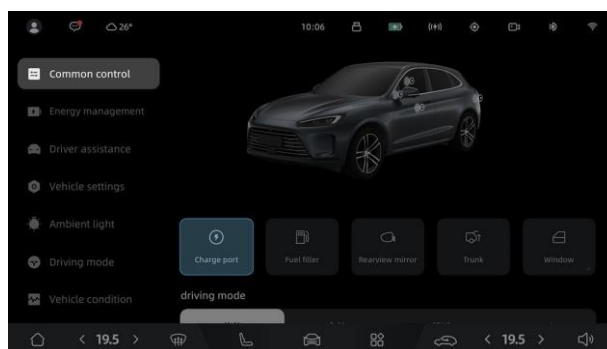 26°
10:06
Common control
Energy management
Driver assistance
Vehicle settings
Ambient light
Driving mode
Vehicle condition
Charge port
Fuel filler
Rearview mirror
Trunk
Window
driving mode
< 19.5 >
< 19.5 >